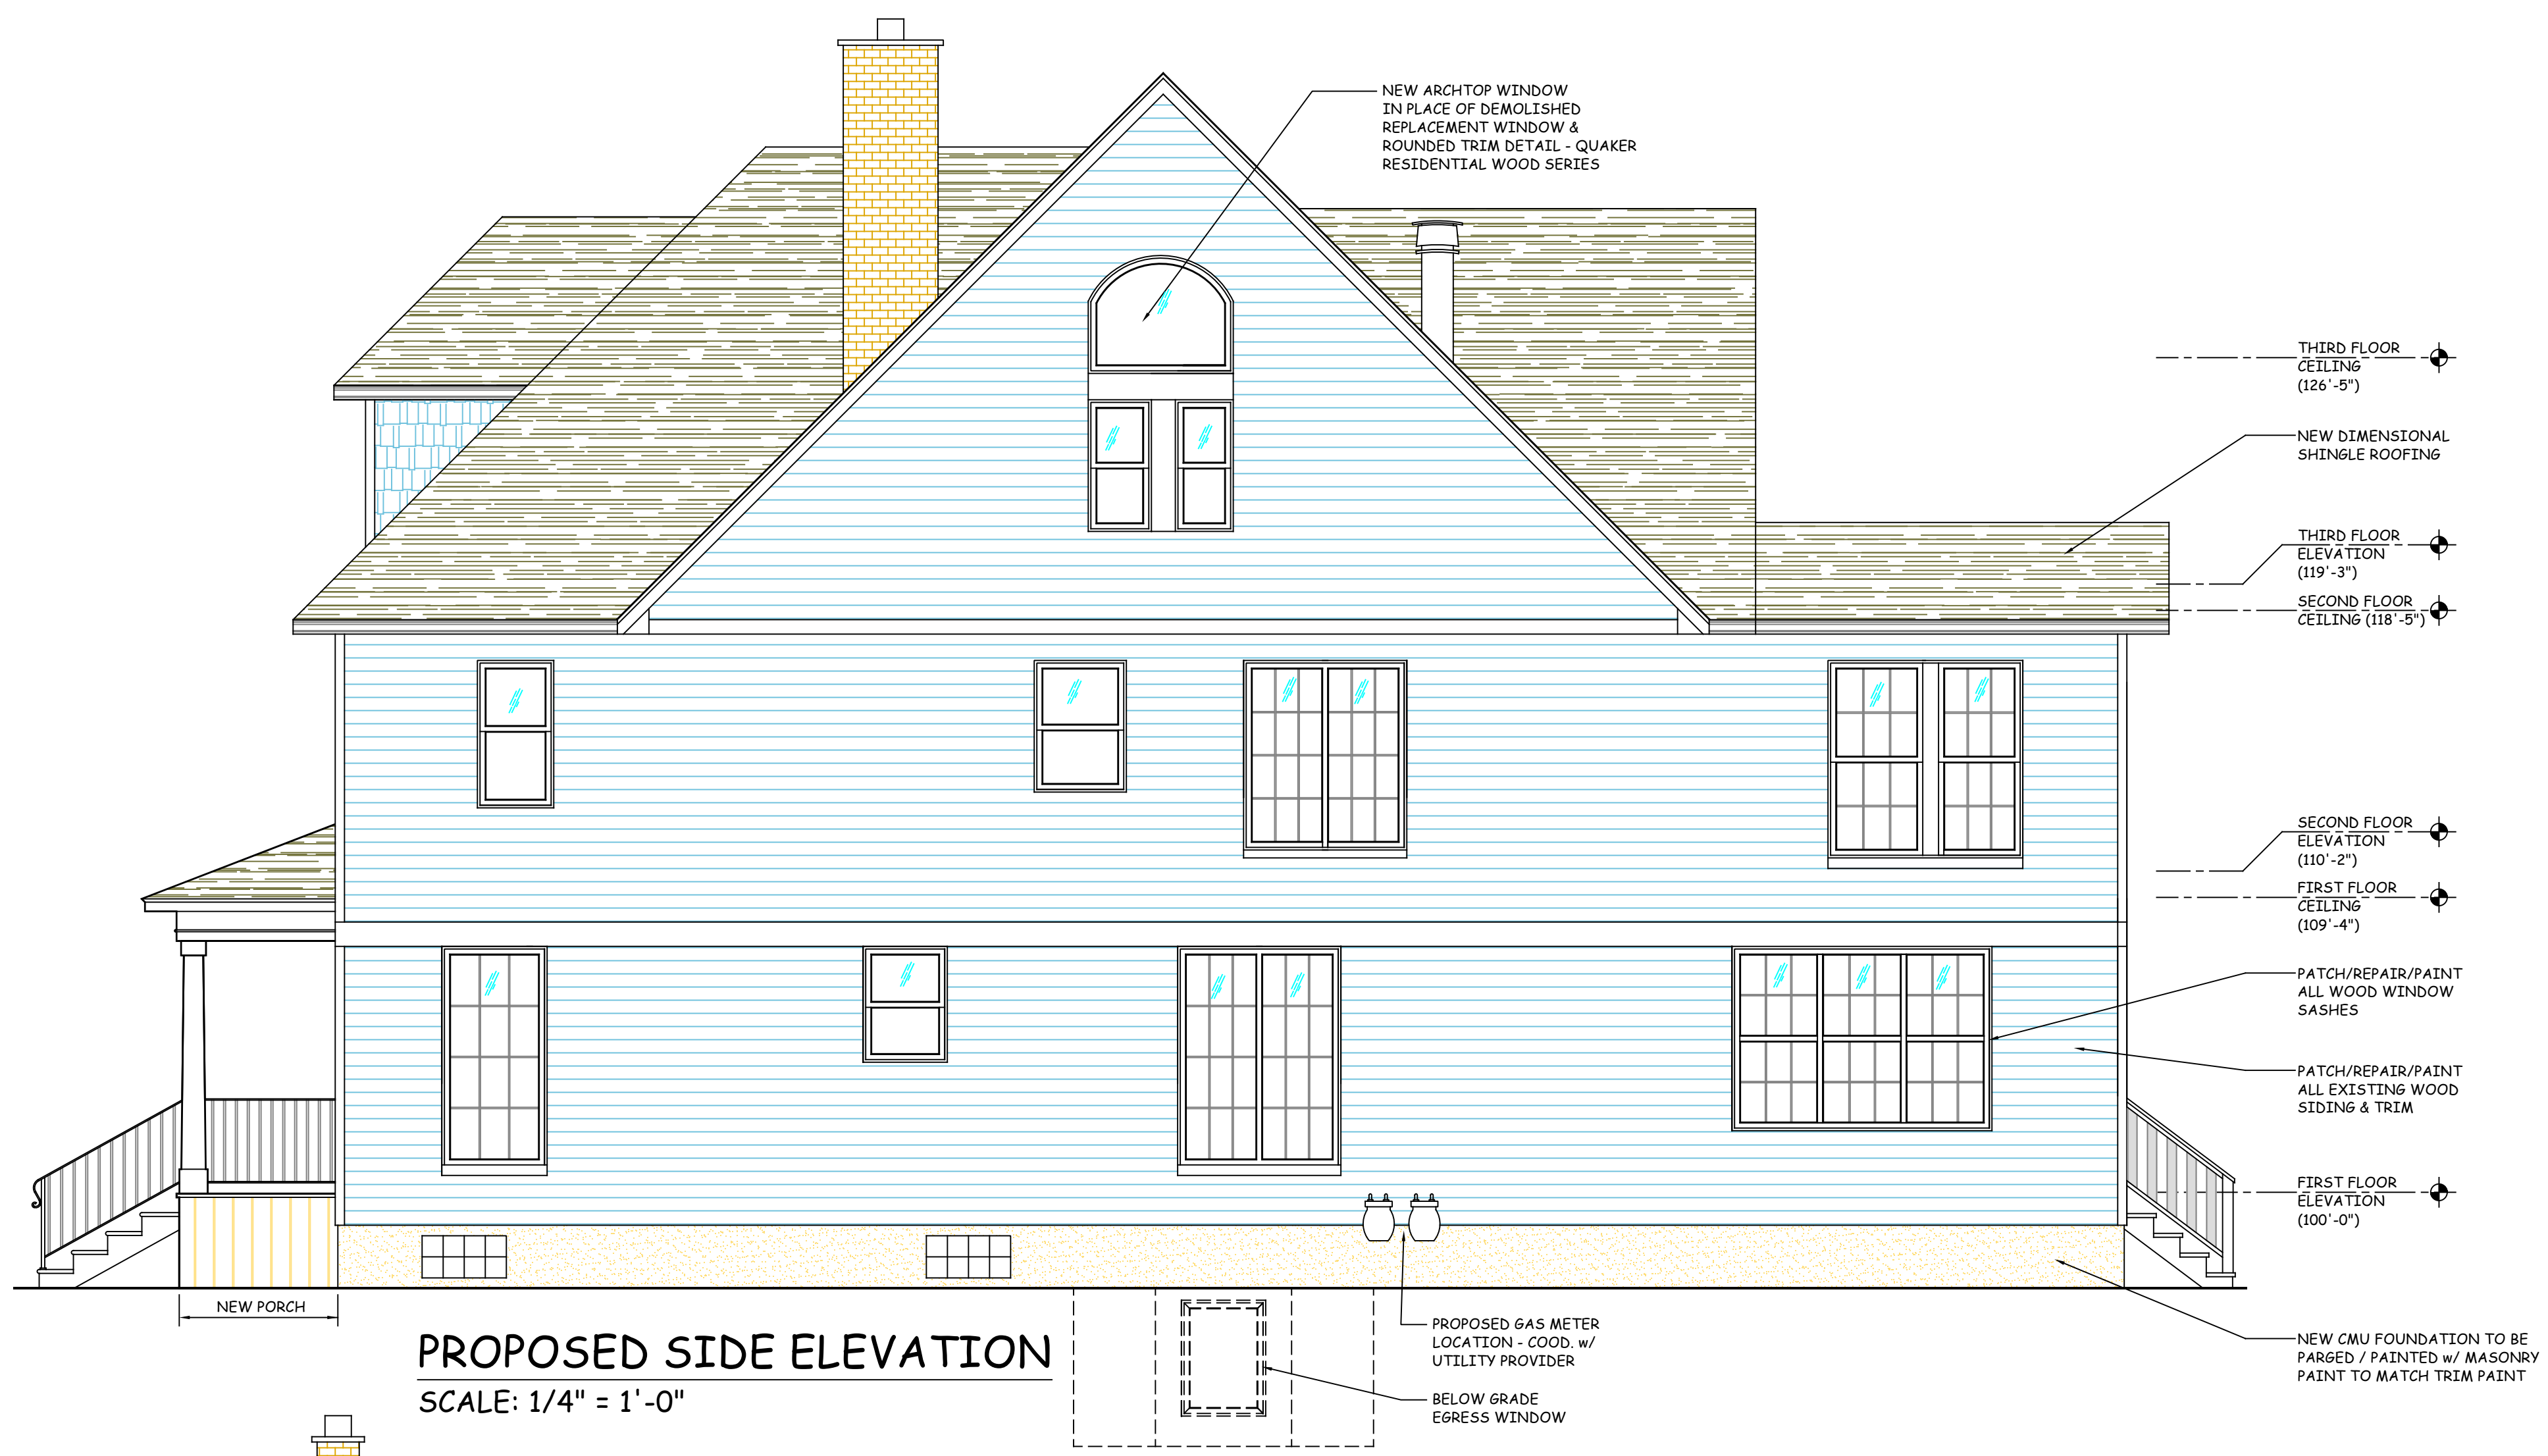 NEW ARCHTOP WINDOW
IN PLACE OF DEMOLISHED
REPLACEMENT WINDOW &
ROUNDED TRIM DETAIL - QUAKER
RESIDENTIAL WOOD SERIES
THIRD FLOOR
CEILING
(126'-5")
NEW DIMENSIONAL
SHINGLE ROOFING
THIRD FLOOR
ELEVATION
(119'-3")
SECOND FLOOR
CEILING (118'-5")
SECOND FLOOR
ELEVATION
(110'-2")
FIRST FLOOR
CEILING
(109'-4")
PATCH/REPAIR/PAINT
ALL WOOD WINDOW
SASHES
PATCH/REPAIR/PAINT
ALL EXISTING WOOD
SIDING & TRIM
FIRST FLOOR
ELEVATION
(100'-0")
NEW PORCH
PROPOSED GAS METER
LOCATION - COOD. w/
UTILITY PROVIDER
BELOW GRADE
EGRESS WINDOW
NEW CMU FOUNDATION TO BE
PARGED / PAINTED w/ MASONRY
PAINT TO MATCH TRIM PAINT
PROPOSED SIDE ELEVATION
SCALE: 1/4" = 1'-0"